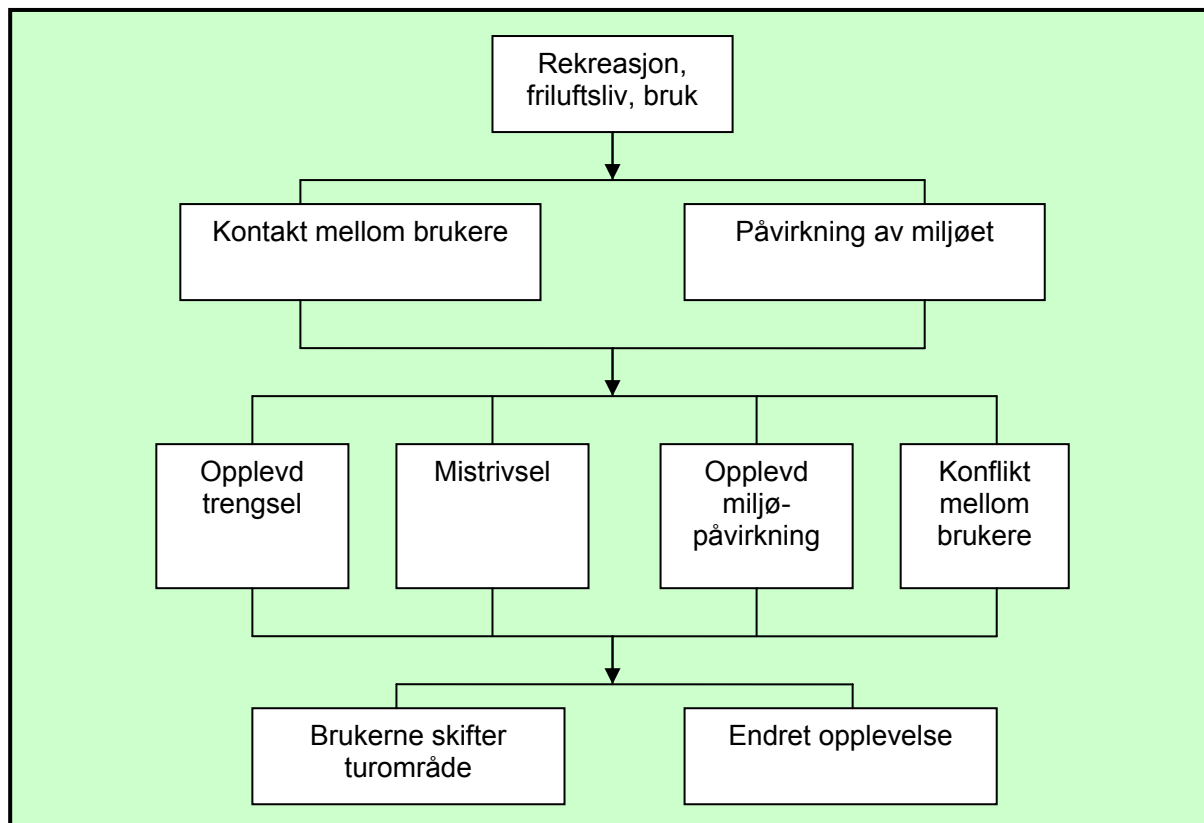 Rekreasjon,
friluftsliv, bruk
Kontakt mellom brukere
Påvirkning av miljøet
Opplevd
trengsel
Mistrivsel
Opplevd
miljø-
påvirkning
Konflikt
mellom
brukere
Brukerne skifter
turområde
Endret opplevelse